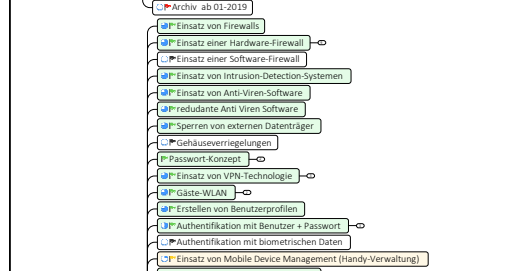 Archiv ab 01-2019
Einsatz von Firewalls
Einsatz einer Hardware-Firewall
Einsatz einer Software-Firewall
Einsatz von Intrusion-Detection-Systemen
Einsatz von Anti-Viren-Software
redudante Anti Viren Software
Sperren von externen Datenträger
Gehäuseverriegelungen
Passwort-Konzept
Einsatz von VPN-Technologie
Gäste-WLAN
Erstellen von Benutzerprofilen
Authentifikation mit Benutzer + Passwort
Authentifikation mit biometrischen Daten
Einsatz von Mobile Device Management (Handy-Verwaltung)